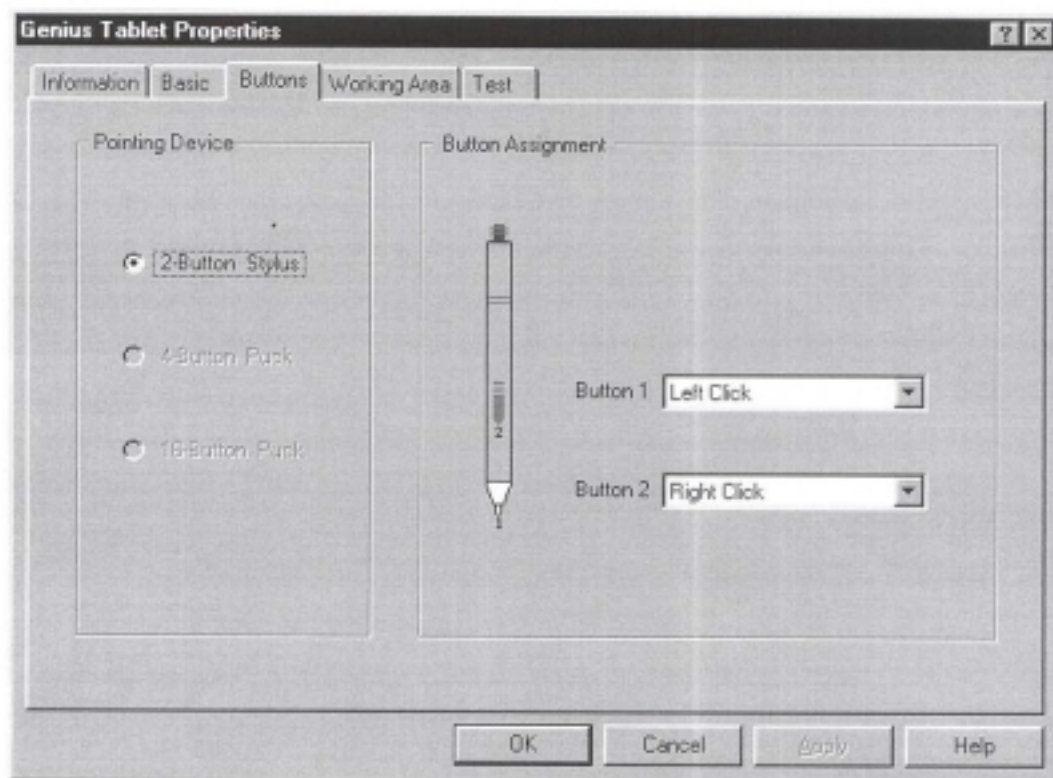 Genius Tablet Properties
Information Basic Buttons Working Area Test
Pointing Device
Button Assignment
2-Button Stylus
4-Button Puck
16-Button Puck
2
1
Button 1 Left Click
Button 2 Right Click
OK Cancel Apply Help